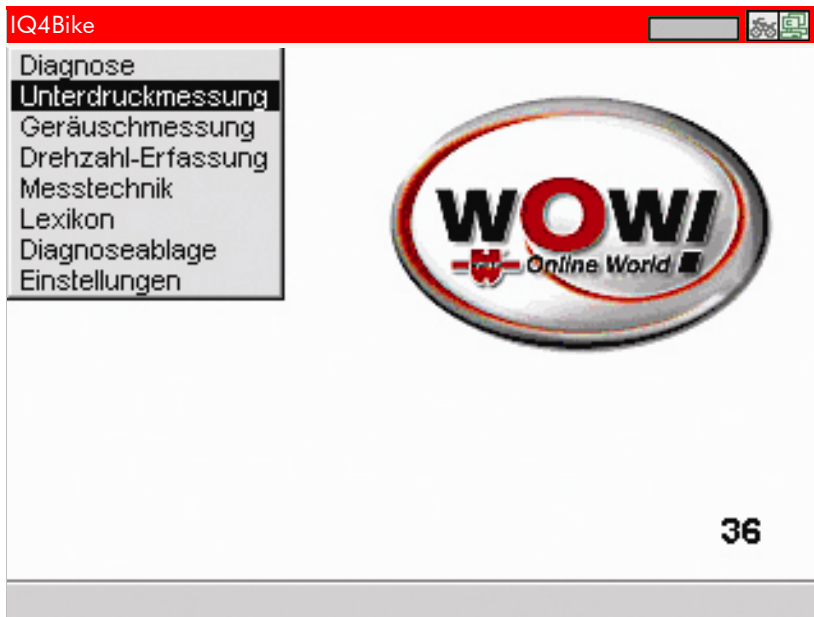 IQ4Bike
Diagnose
Unterdruckmessung
Geräuschmessung
Drehzahl-Erfassung
Messtechnik
Lexikon
Diagnoseablage
Einstellungen
WOW!
Online World
36